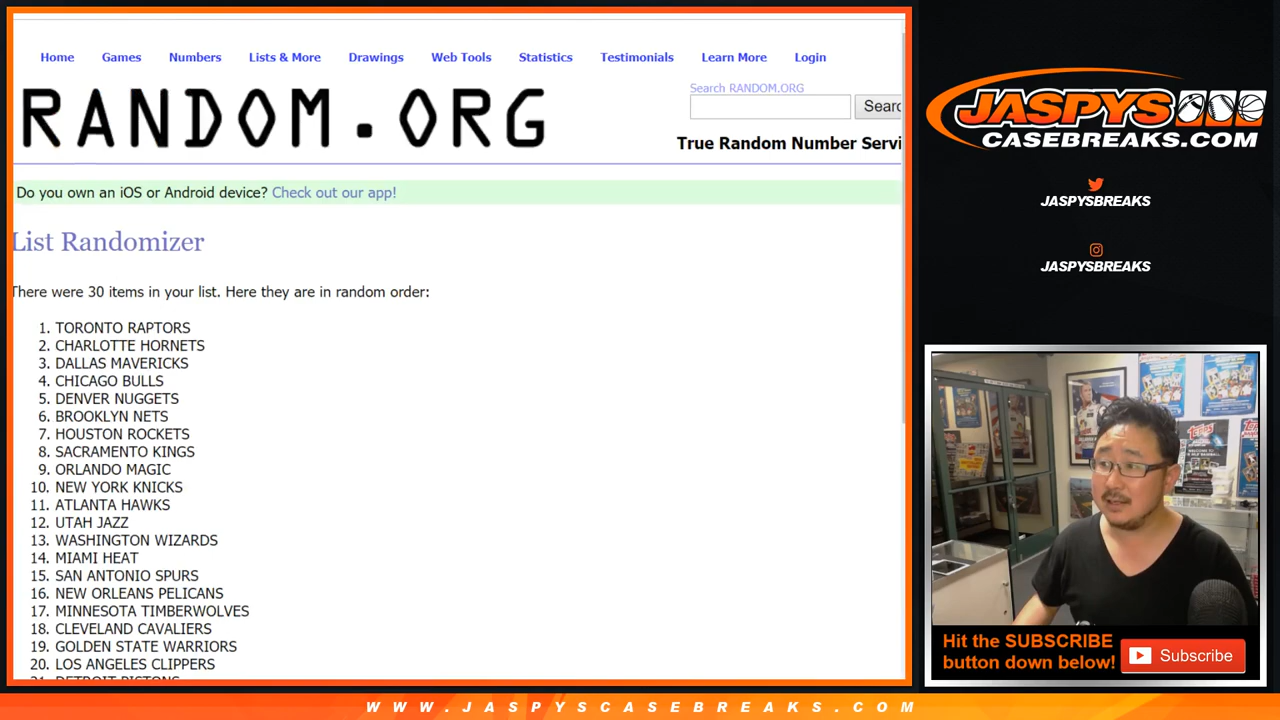 Home Games Numbers Lists & More Drawings Web Tools Statistics Testimonials Learn More Login
Search RANDOM.ORG
RANDOM.ORG
Searc
True Random Number Servi
Do you own an iOS or Android device? Check out our app!
List Randomizer
There were 30 items in your list. Here they are in random order:
1. TORONTO RAPTORS
2. CHARLOTTE HORNETS
3. DALLAS MAVERICKS
4. CHICAGO BULLS
5. DENVER NUGGETS
6. BROOKLYN NETS
7. HOUSTON ROCKETS
8. SACRAMENTO KINGS
9. ORLANDO MAGIC
10. NEW YORK KNICKS
11. ATLANTA HAWKS
12. UTAH JAZZ
13. WASHINGTON WIZARDS
14. MIAMI HEAT
15. SAN ANTONIO SPURS
16. NEW ORLEANS PELICANS
17. MINNESOTA TIMBERWOLVES
18. CLEVELAND CAVALIERS
19. GOLDEN STATE WARRIORS
20. LOS ANGELES CLIPPERS
21. DETROIT PISTONS
JASPYS
CASEBREAKS.COM
JASPYSBREAKS
JASPYSBREAKS
Hit the SUBSCRIBE
button down below!
Subscribe
WWW.JASPYSCASEBREAKS.COM